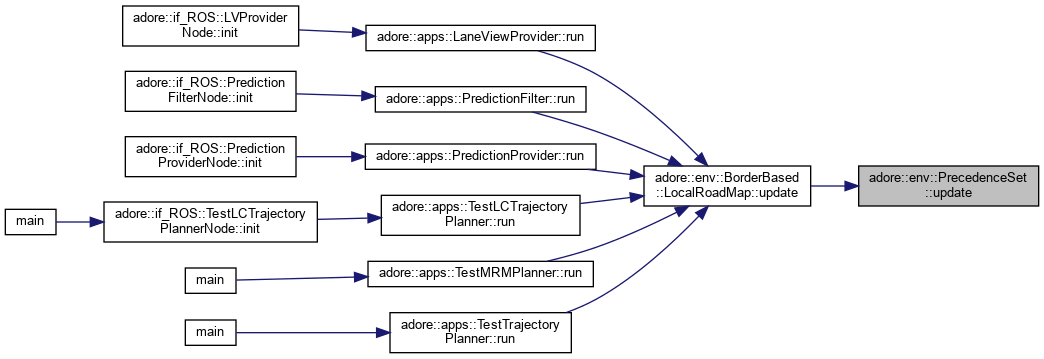 adore::if_ROS::LVProvider
Node::init
adore::apps::LaneViewProvider::run
adore::if_ROS::Prediction
FilterNode::init
adore::apps::PredictionFilter::run
adore::if_ROS::Prediction
ProviderNode::init
adore::apps::PredictionProvider::run
adore::env::BorderBased
::LocalRoadMap::update
adore::env::PrecedenceSet
::update
main
adore::if_ROS::TestLCTrajectory
PlannerNode::init
adore::apps::TestLCTrajectory
Planner::run
main
adore::apps::TestMRMPlanner::run
main
adore::apps::TestTrajectory
Planner::run